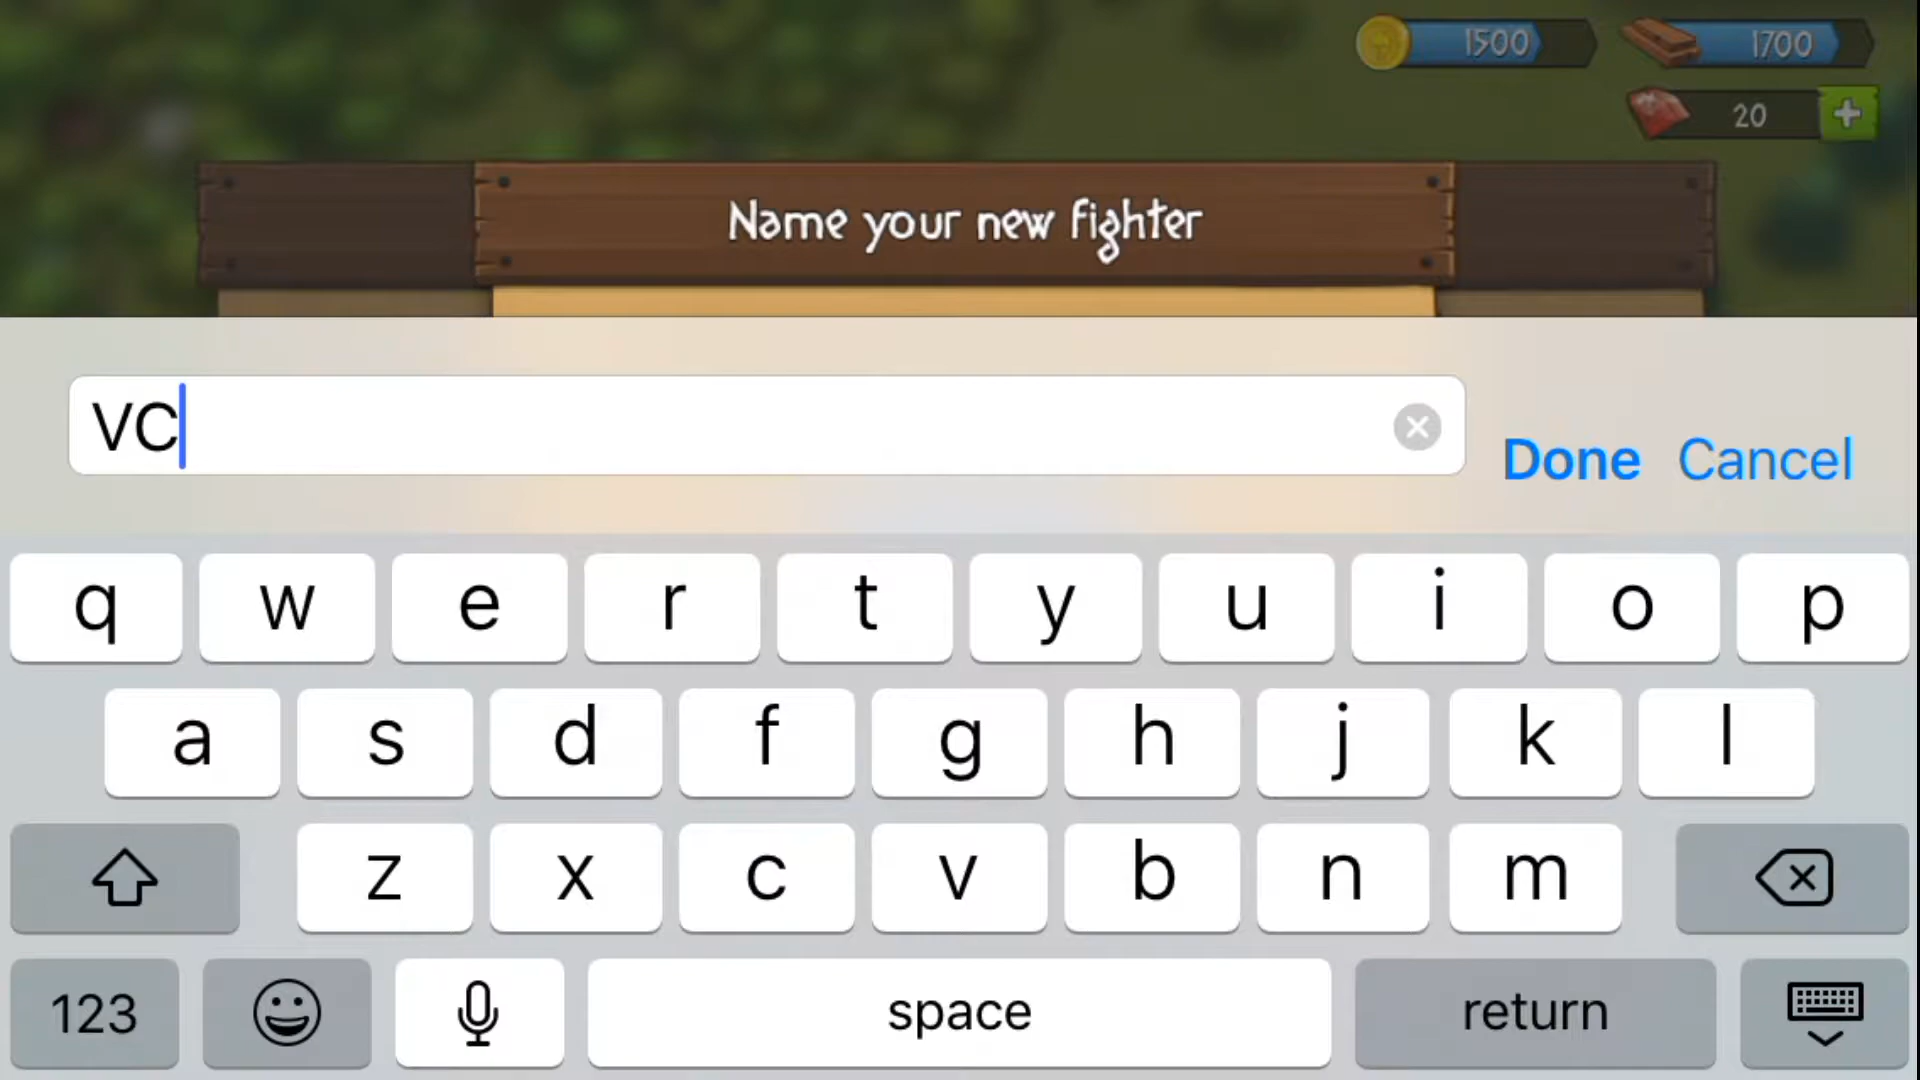 1500
1700
20
Name your new fighter
VC
Done Cancel
q w e r t y u i o p
a s d f g h j k l
z x c v b n m
123 space return